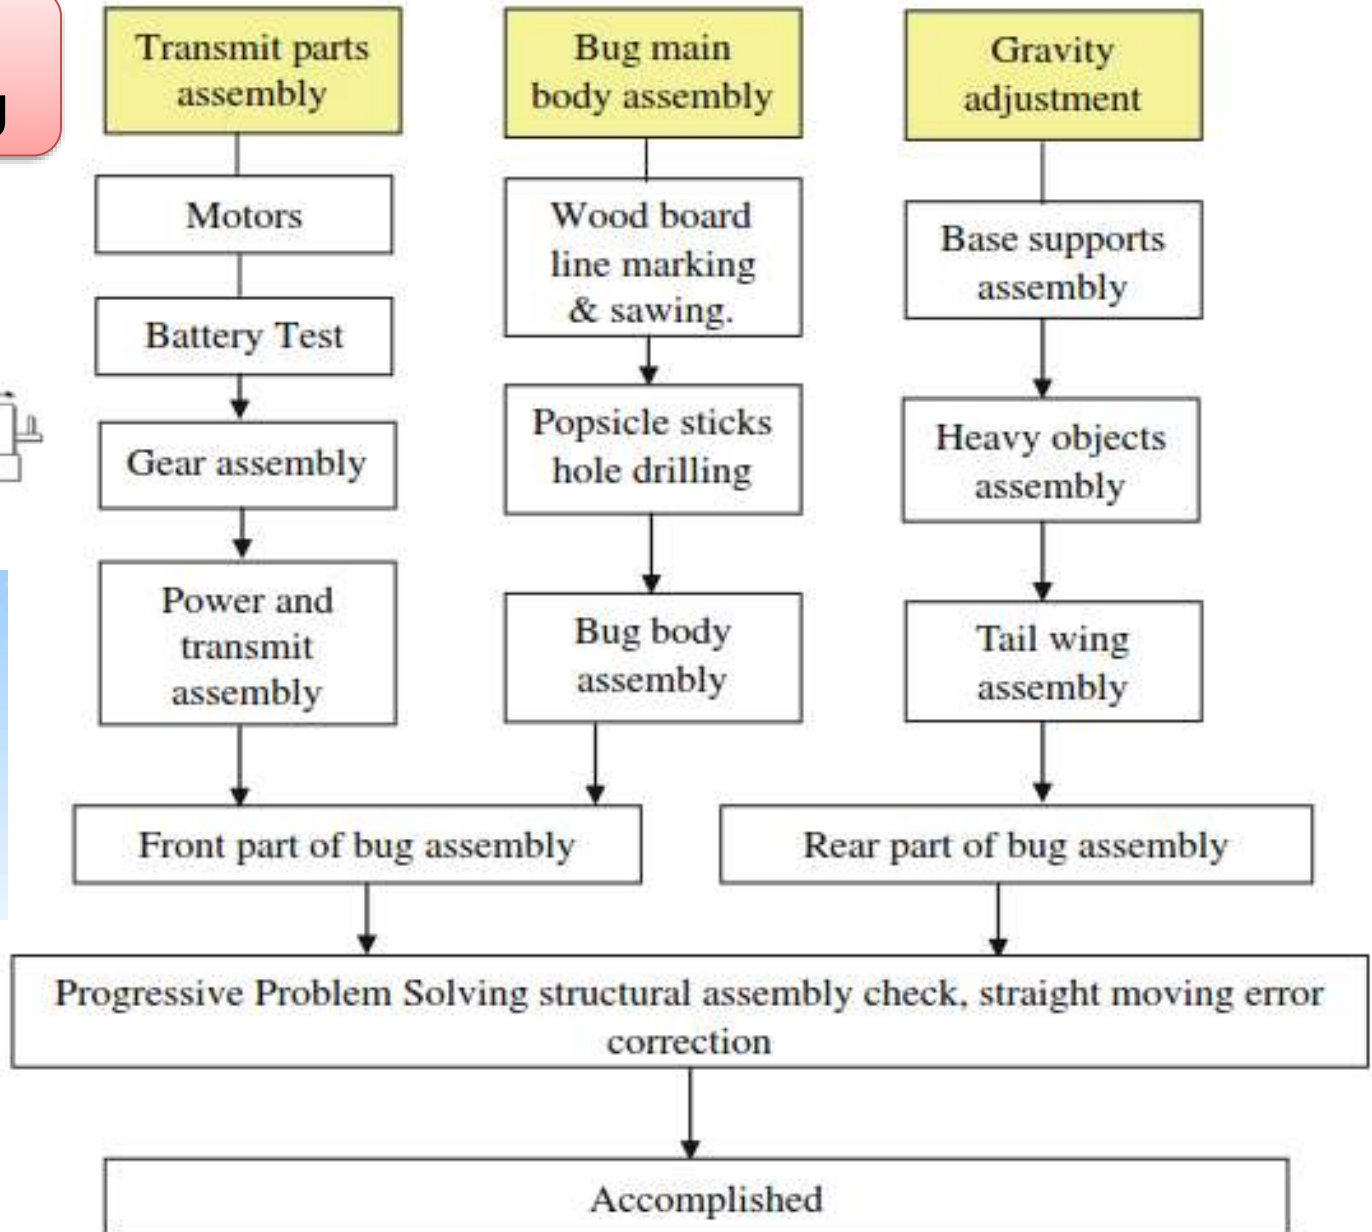 Transmit parts
assembly
Motors
Battery Test
Gear assembly
Power and
transmit
assembly
Bug main
body assembly
Wood board
line marking
& sawing.
Popsicle sticks
hole drilling
Bug body
assembly
Gravity
adjustment
Base supports
assembly
Heavy objects
assembly
Tail wing
assembly
Front part of bug assembly
Rear part of bug assembly
Progressive Problem Solving structural assembly check, straight moving error
correction
Accomplished